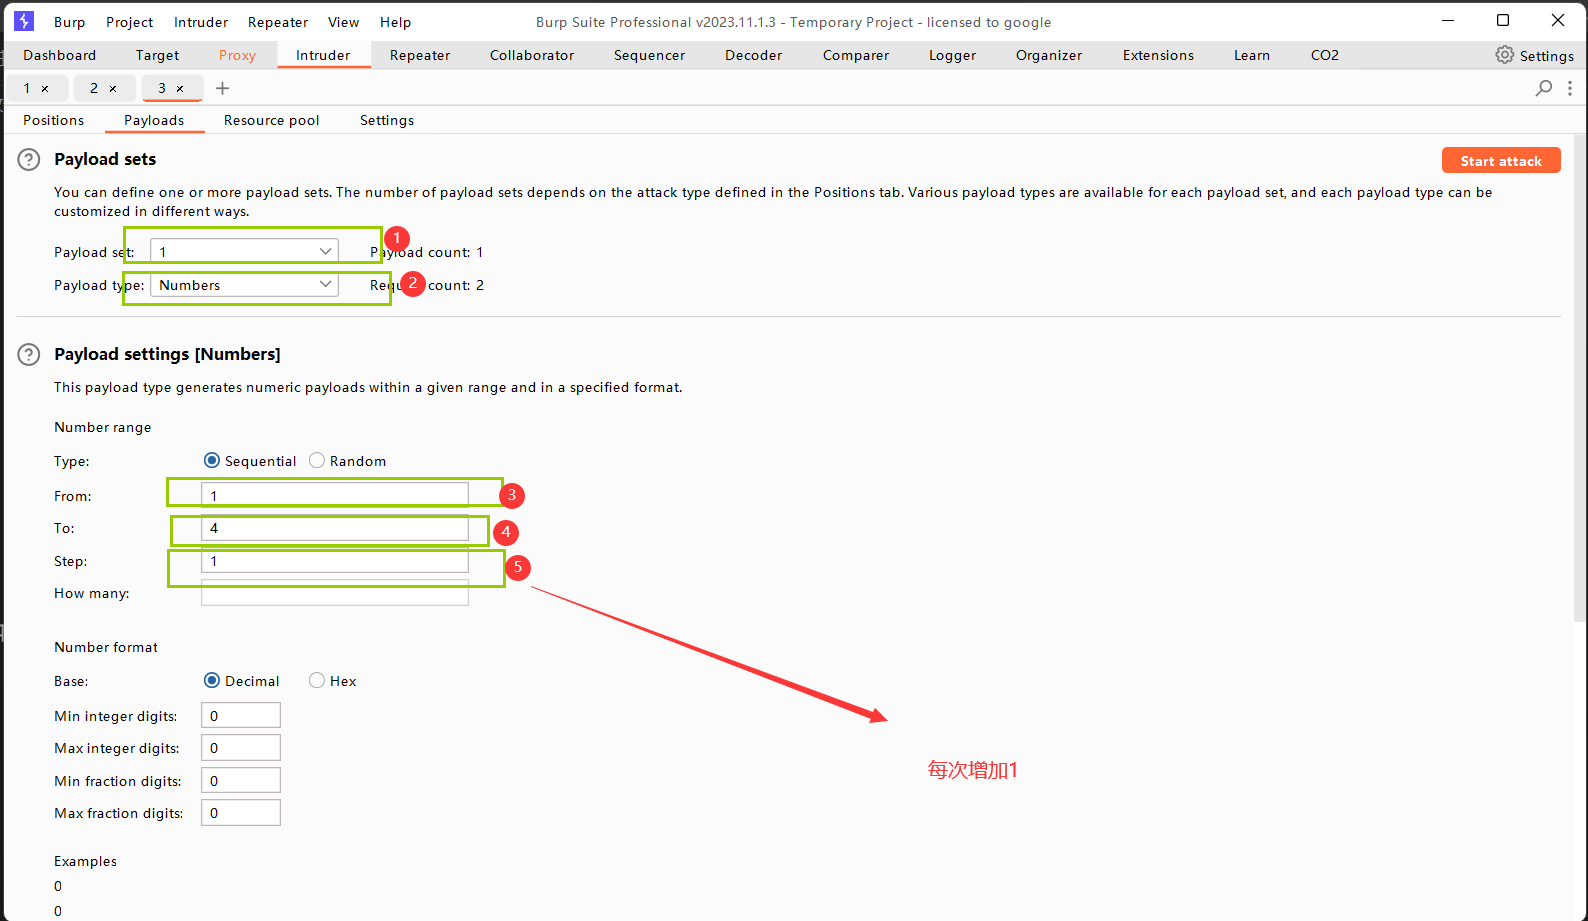 Burp Project Intruder Repeater View Help Burp Suite Professional v2023.11.1.3 - Temporary Project - licensed to google
Dashboard Target Proxy Intruder Repeater Collaborator Sequencer Decoder Comparer Logger Organizer Extensions Learn CO2 Settings
1 × 2 × 3 × +
Positions Payloads Resource pool Settings
? Payload sets Start attack
You can define one or more payload sets. The number of payload sets depends on the attack type defined in the Positions tab. Various payload types are available for each payload set, and each payload type can be
customized in different ways.
1
Payload set: 1 Payload count: 1
Payload type: Numbers Requ count: 2
2
? Payload settings [Numbers]
This payload type generates numeric payloads within a given range and in a specified format.
Number range
Type: Sequential Random
From: 1 3
To: 4 4
Step: 1 5
How many:
Number format
Base: Decimal Hex
Min integer digits: 0
Max integer digits: 0
每次增加1
Min fraction digits: 0
Max fraction digits: 0
Examples
0
0